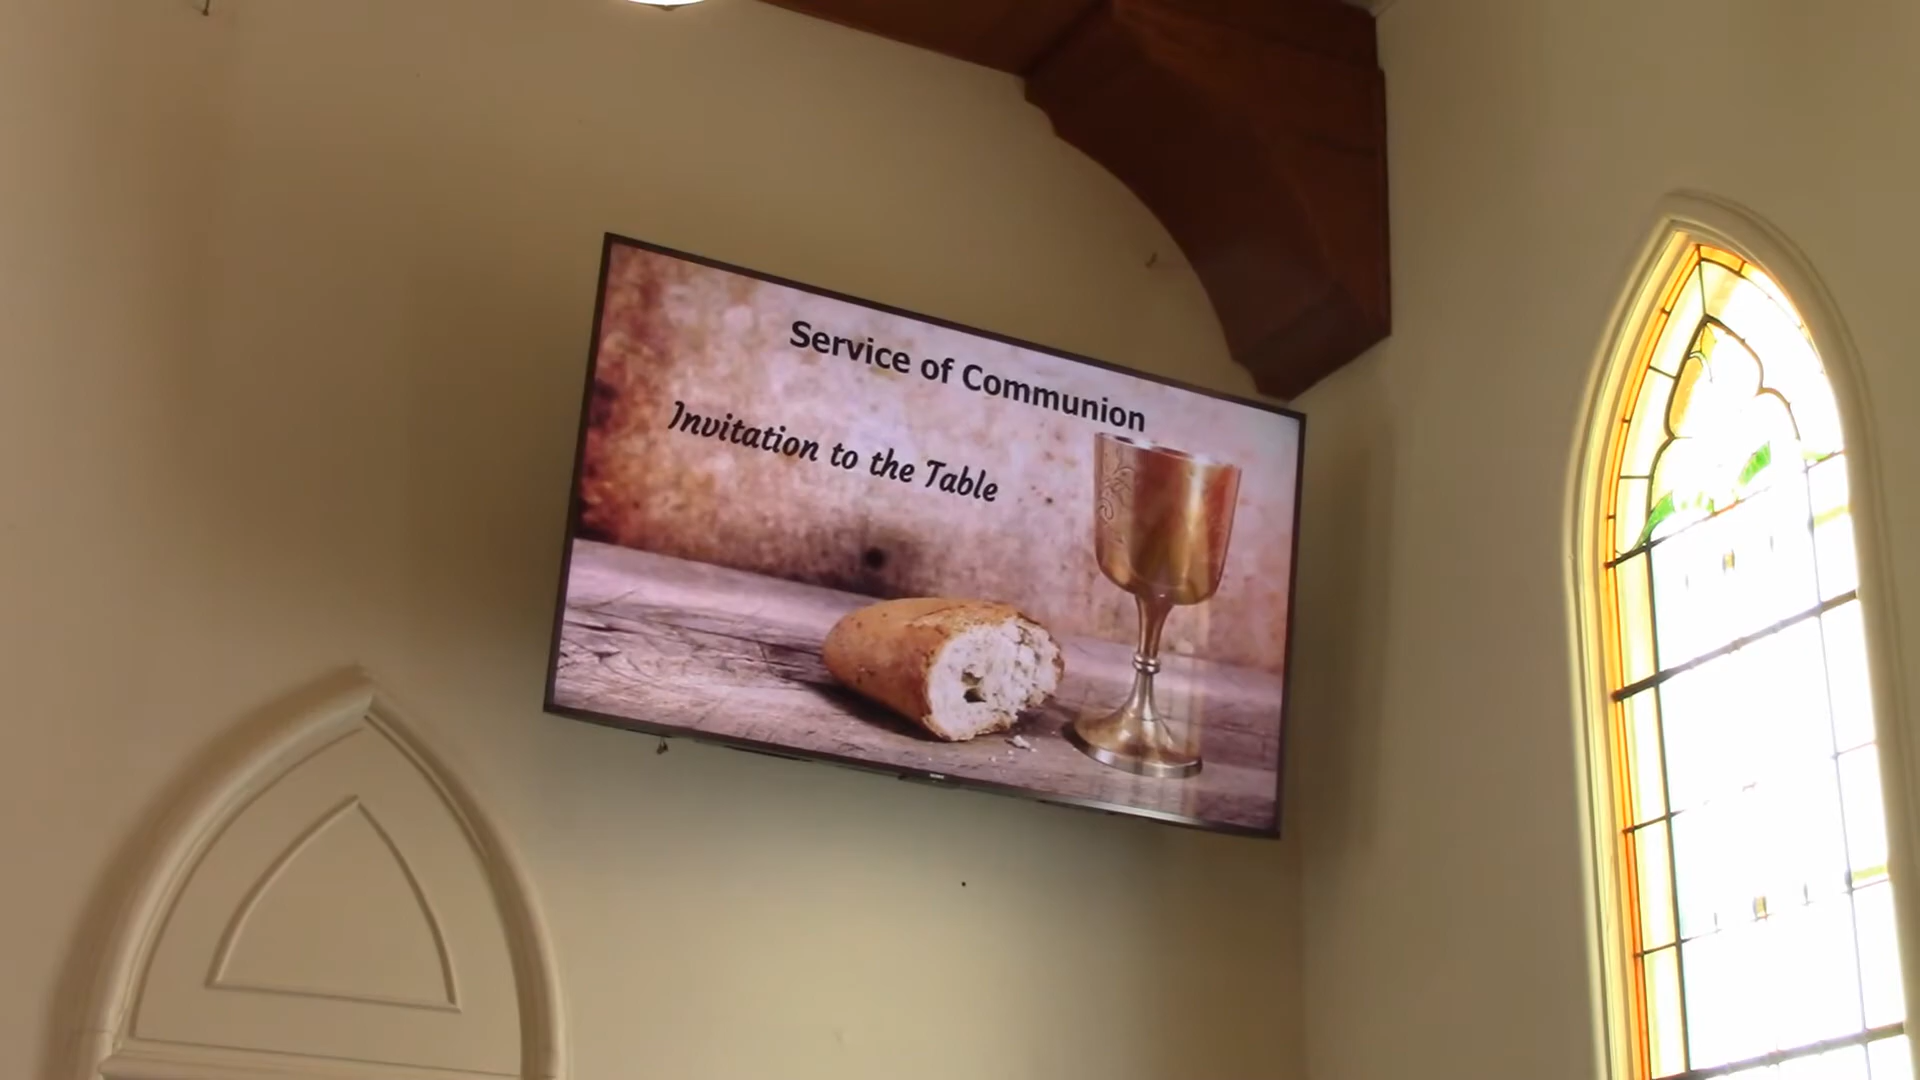 Service of Communion
Invitation to the Table